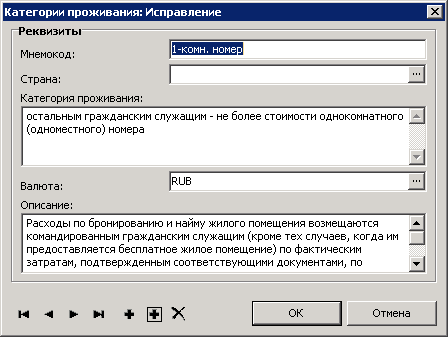 Категории проживания: Исправление
Реквизиты
Мнемокод:
1-комн. номер
Страна:
...
Категория проживания:
остальным гражданским служащим - не более стоимости однокомнатного
(одноместного) номера
Валюта:
RUB
...
Описание:
Расходы по бронированию и найму жилого помещения возмещаются
командированным гражданским служащим (кроме тех случаев, когда им
предоставляется бесплатное жилое помещение) по фактическим
затратам, подтвержденным соответствующими документами, по
ОК
Отмена